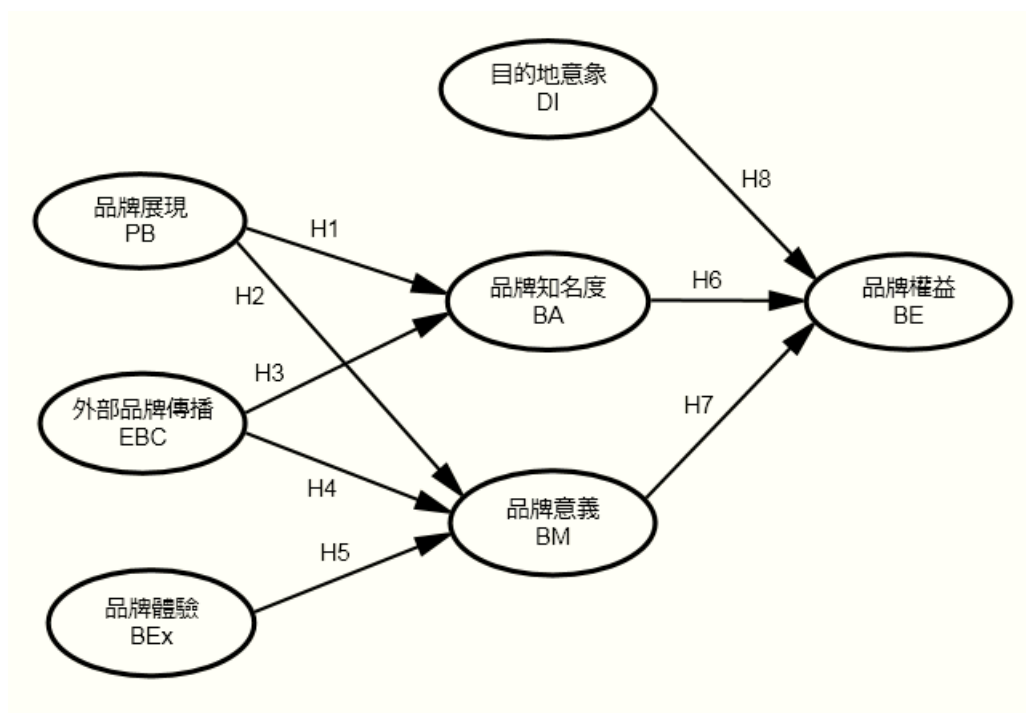 目的地意象
DI
H8
品牌展現
PB
H1
H2
品牌知名度
BA
H6
品牌權益
BE
外部品牌傳播
EBC
H3
H4
H7
品牌意義
BM
H5
品牌體驗
BEx